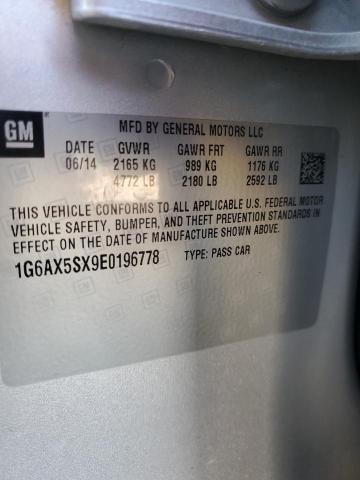 GM
MFD BY GENERAL MOTORS LLC
DATE GVWR GAWR FRT GAWR RR
06/14 2165 KG 989 KG 1176 KG
4772 LB 2180 LB 2592 LB
THIS VEHICLE CONFORMS TO ALL APPLICABLE U.S. FEDERAL MOTOR
VEHICLE SAFETY, BUMPER, AND THEFT PREVENTION STANDARDS IN
EFFECT ON THE DATE OF MANUFACTURE SHOWN ABOVE.
1G6AX5SX9E0196778 TYPE: PASS CAR